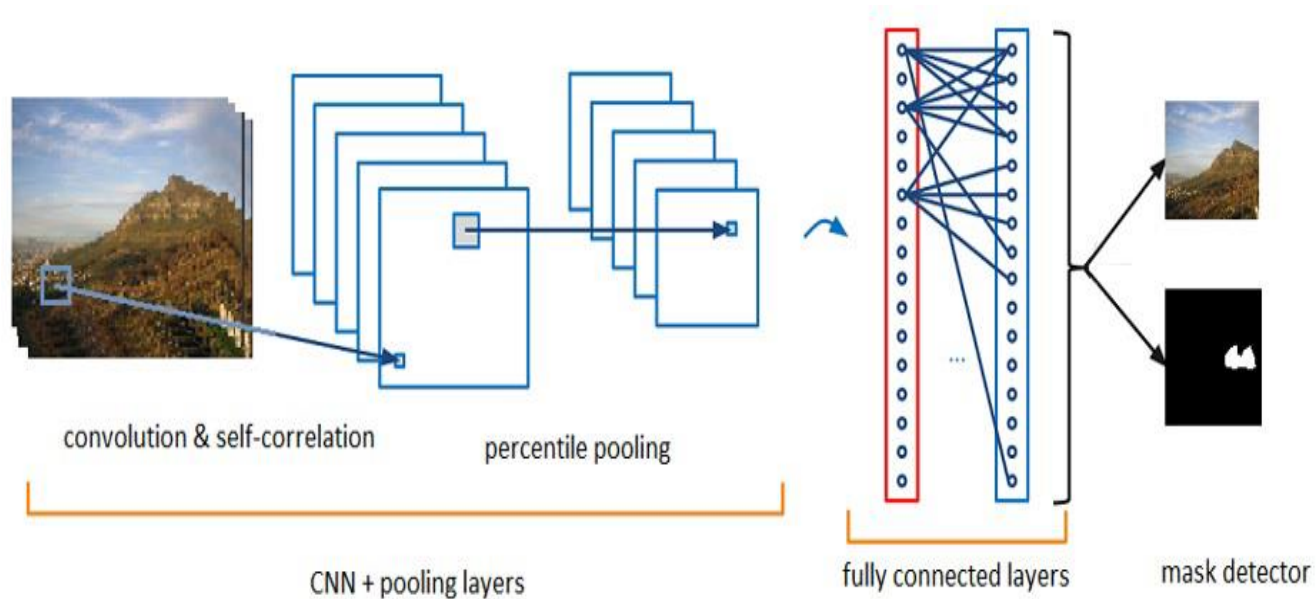 ...
convolution & self-correlation
percentile pooling
CNN + pooling layers
fully connected layers
mask detector